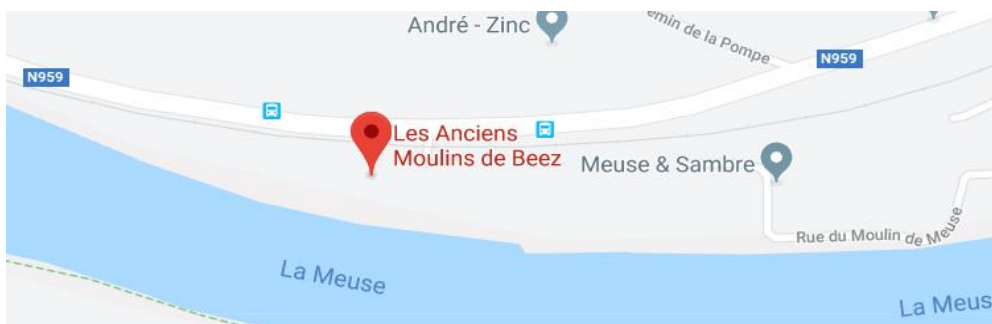 André - Zinc
emin de la Pompe
N959
N959
Les Anciens
Moulins de Beez
Meuse & Sambre
Rue du Moulin de Meuse
La Meuse
La Meus